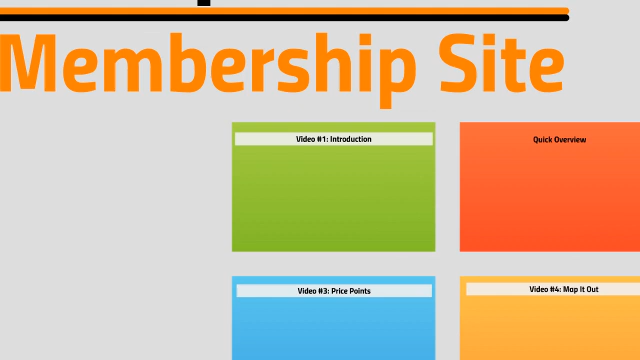 Membership Site
Video #1: Introduction
Quick Overview
Video #3: Price Points
Video #4: Map It Out